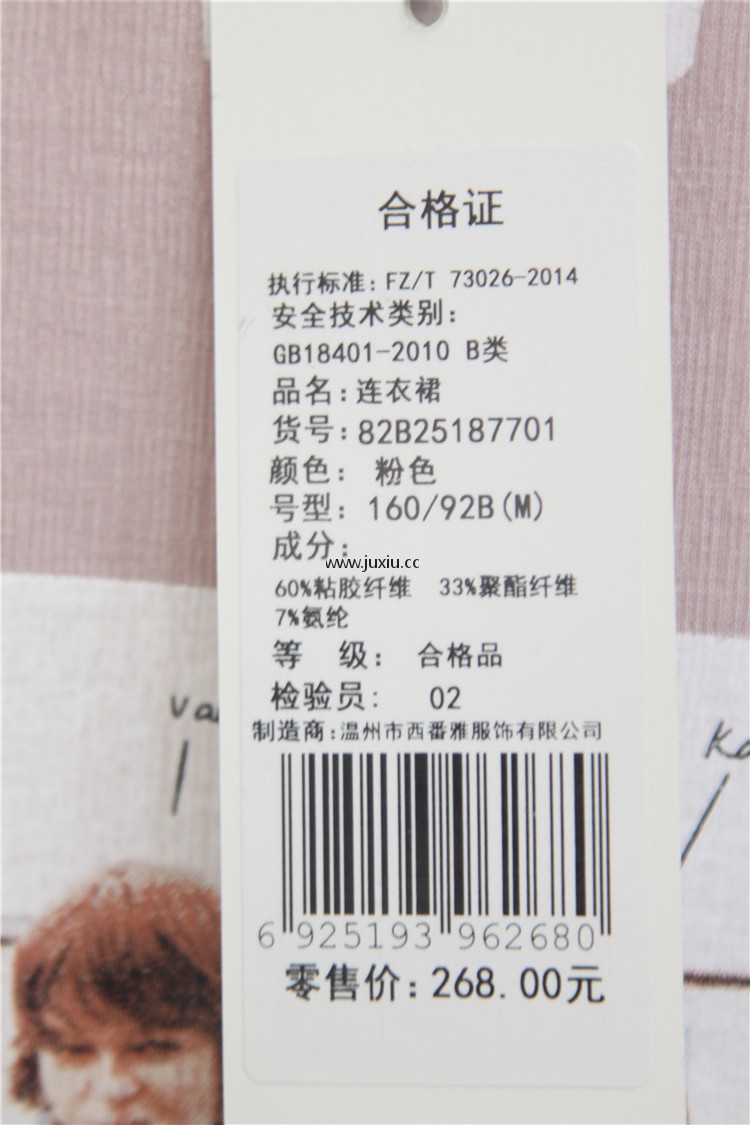 合格证
执行标准：FZ/T 73026-2014
安全技术类别：
GB18401-2010 B类
品名：连衣裙
货号：82B25187701
颜色： 粉色
号型： 160/92B(M)
成分：
www.juxiu.cc
60%粘胶纤维 33%聚酯纤维
7%氨纶
等 级： 合格品
检验员： 02
制造商：温州市西番雅服饰有限公司
6 925193 962680
零售价：268.00元